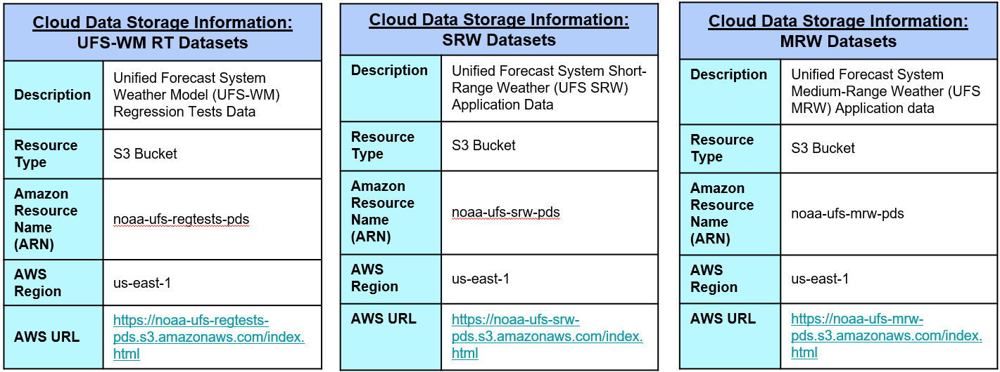 Cloud Data Storage Information:
UFS-WM RT Datasets
Description
Unified Forecast System
Weather Model (UFS-WM)
Regression Tests Data
Resource
Type
S3 Bucket
Amazon
Resource
Name
(ARN)
noaa-ufs-regtests-pds
AWS
Region
us-east-1
AWS URL
https://noaa-ufs-regtests-
pds.s3.amazonaws.com/index.
html
Cloud Data Storage Information:
SRW Datasets
Description
Unified Forecast System Short-
Range Weather (UFS SRW)
Application Data
Resource
Type
S3 Bucket
Amazon
Resource
Name
(ARN)
noaa-ufs-srw-pds
AWS
Region
us-east-1
AWS URL
https://noaa-ufs-srw-
pds.s3.amazonaws.com/index.
html
Cloud Data Storage Information:
MRW Datasets
Description
Unified Forecast System
Medium-Range Weather (UFS
MRW) Application data
Resource
Type
S3 Bucket
Amazon
Resource
Name
(ARN)
noaa-ufs-mrw-pds
AWS
Region
us-east-1
AWS URL
https://noaa-ufs-mrw-
pds.s3.amazonaws.com/index.
html